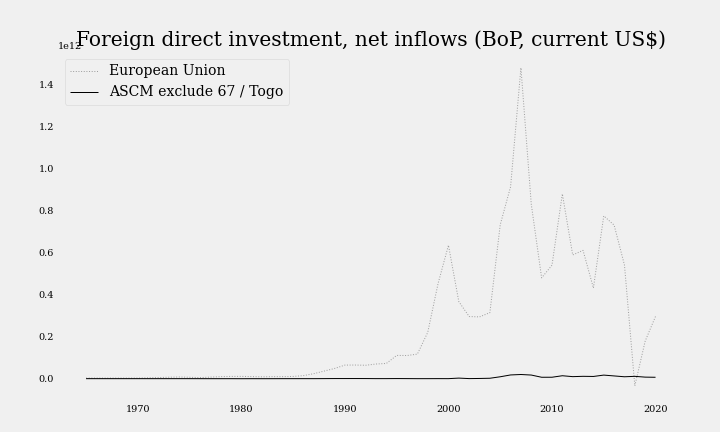 Foreign direct investment, net inflows (BoP, current US$)
1e12
European Union
ASCM exclude 67 / Togo
1.4
1.2
1.0
0.8
0.6
0.4
0.2
0.0
1970 1980 1990 2000 2010 2020